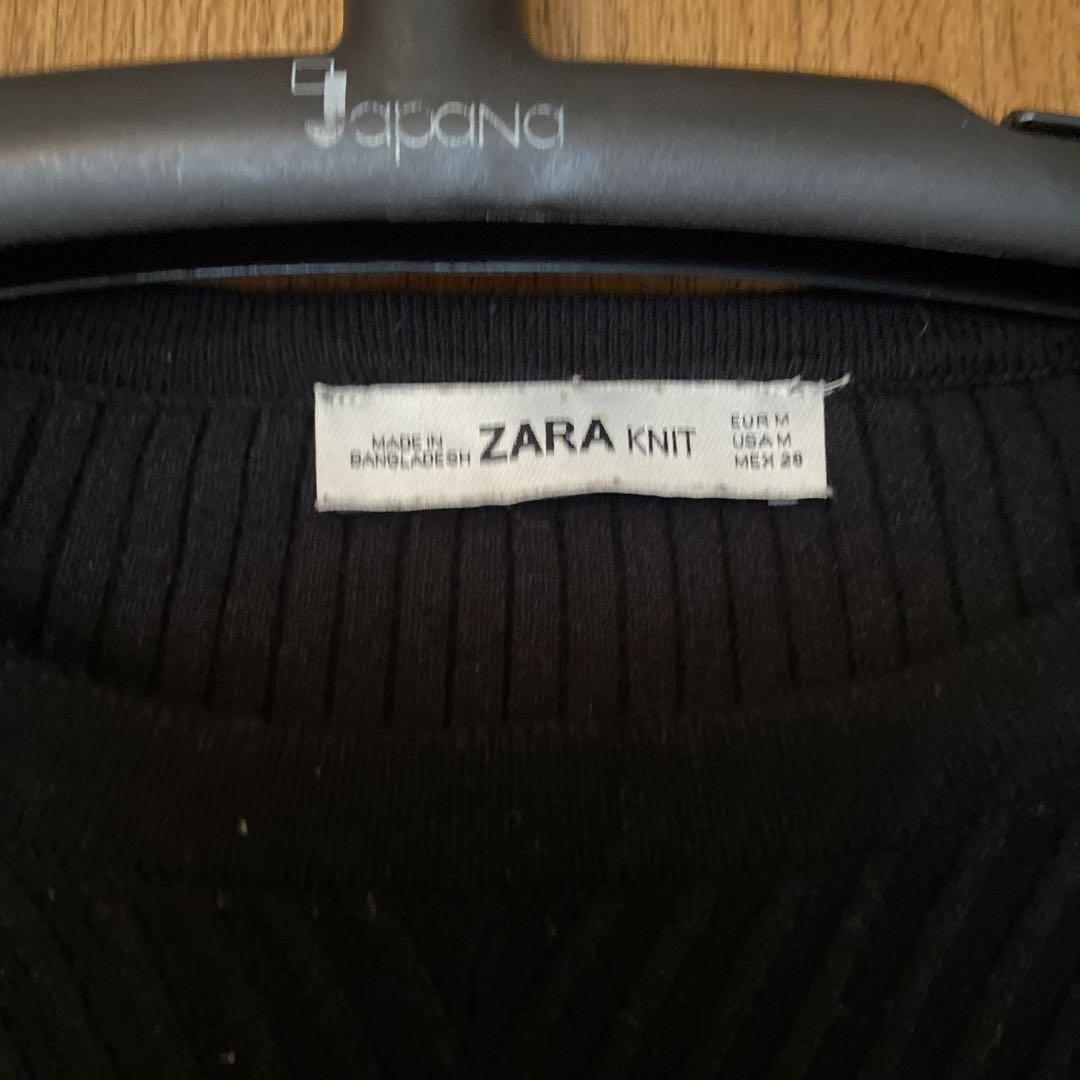 Japana
MADE IN
BANGLADESH
ZARA KNIT
EUR M
USA M
MEX 28